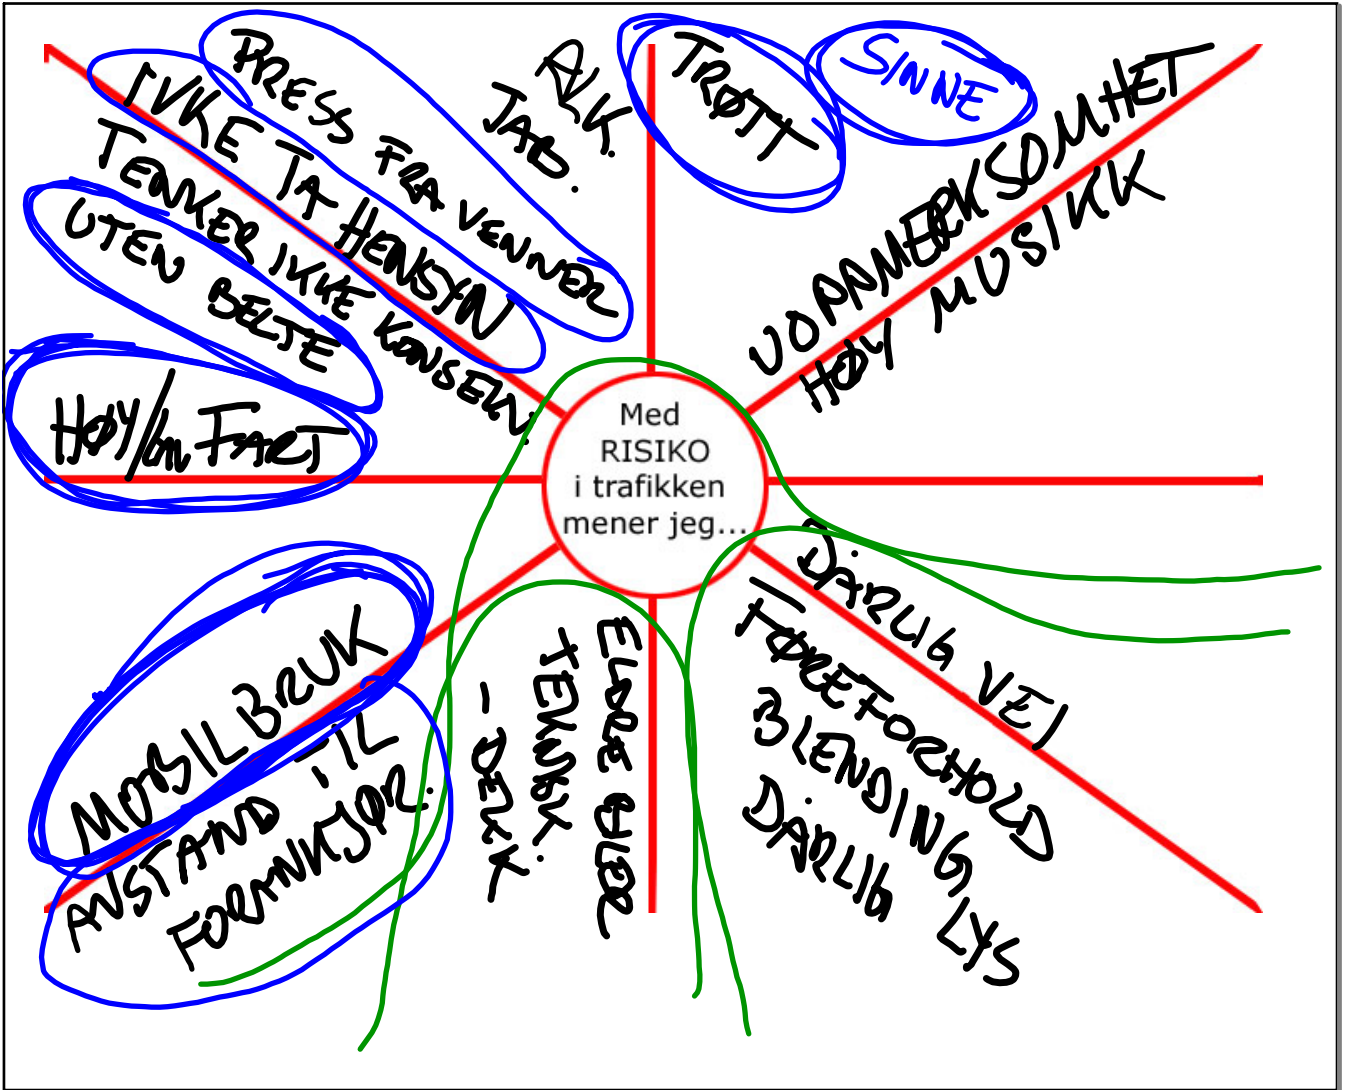 PRESS FRA VENNER
IKKE TA HENSYN
TENKER IKKE KONSEKV
UTEN BELTE
HØY/LAV FART
ALK.
TAB.
TRØTT
SINNE
UOPPMERKSOMHET
HØY MUSIKK
Med
RISIKO
i trafikken
mener jeg...
DÅRLIG VEI
FØREFORHOLD
BLENDING
DÅRLIG LYS
ELDRE BILER
TEKNIK.
- DEKK
MOBILBRUK
AVSTAND TIL
FORANKJØR.